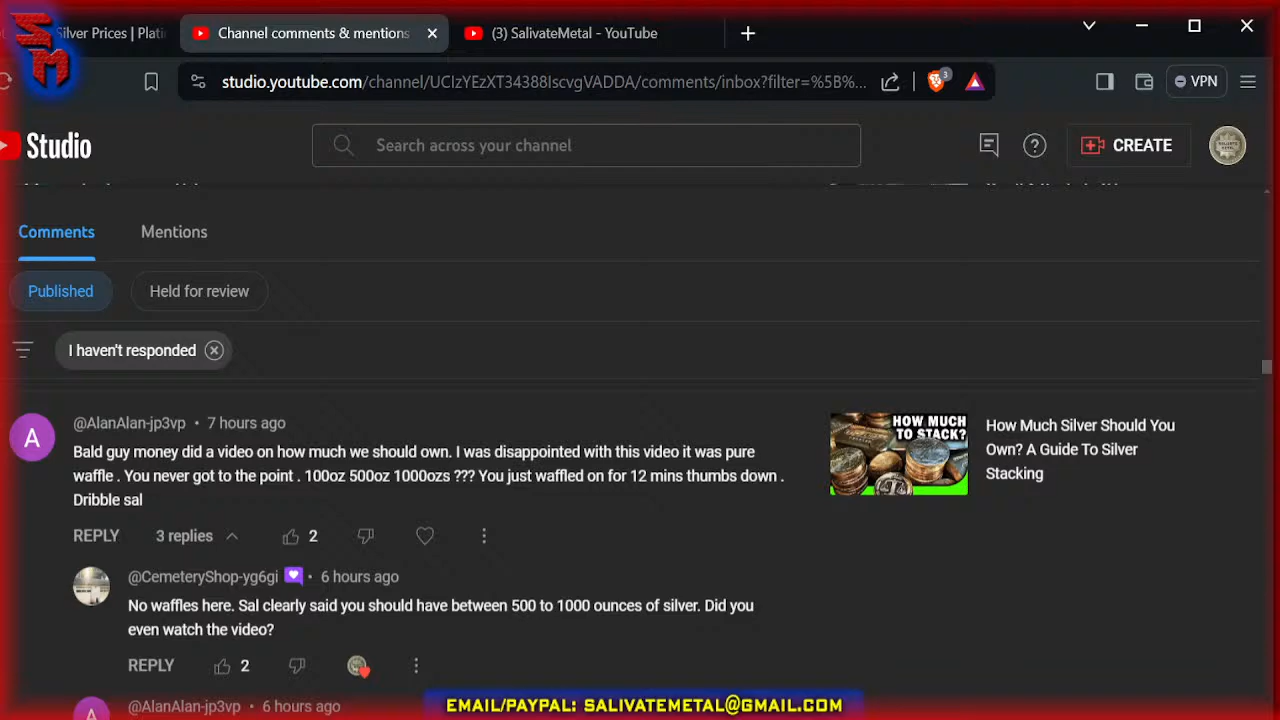 SM
Silver Prices | Plati
Channel comments & mentions
(3) SalivateMetal - YouTube
studio.youtube.com/channel/UCIzYEzXT34388IscvgVADDA/comments/inbox?filter=%5B%...
3
VPN
Studio
Search across your channel
CREATE
Comments
Mentions
Published
Held for review
I haven't responded
@AlanAlan-jp3vp • 7 hours ago
Bald guy money did a video on how much we should own. I was disappointed with this video it was pure
waffle . You never got to the point . 100oz 500oz 1000ozs ??? You just waffled on for 12 mins thumbs down .
Dribble sal
HOW MUCH
TO STACK?
How Much Silver Should You
Own? A Guide To Silver
Stacking
REPLY
3 replies
2
@CemeteryShop-yg6gi • 6 hours ago
No waffles here. Sal clearly said you should have between 500 to 1000 ounces of silver. Did you
even watch the video?
REPLY
2
@AlanAlan-jp3vp • 6 hours ago
EMAIL/PAYPAL: SALIVATEMETAL@GMAIL.COM